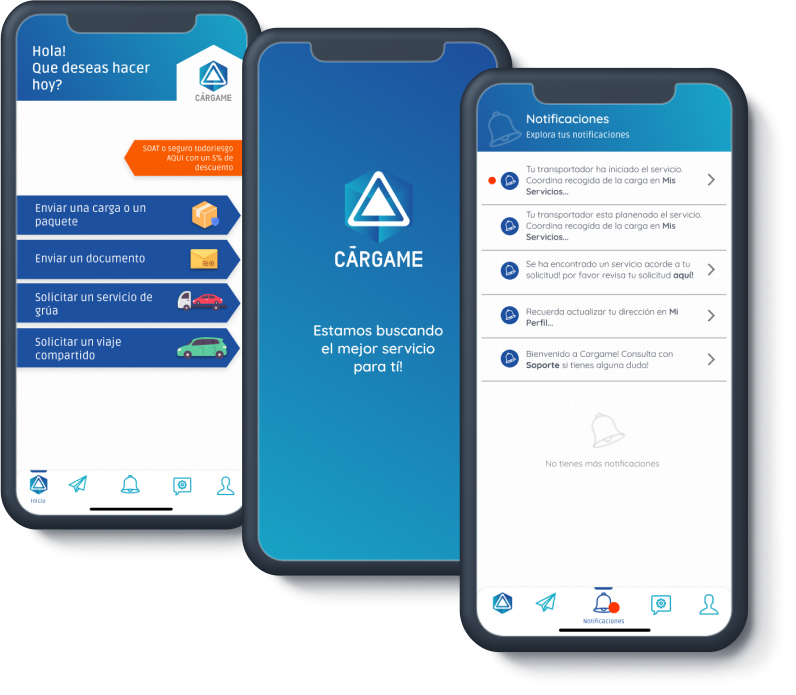 Hola!
Que deseas hacer
hoy?
CĀRGAME
SOAT o seguro todoriesgo
AQUI con un 5% de
descuento
Enviar una carga o un
paquete
Enviar un documento
Solicitar un servicio de
grúa
Solicitar un viaje
compartido
Inicio
CĀRGAME
Estamos buscando
el mejor servicio
para tí!
Notificaciones
Explora tus notificaciones
Tu transportador ha iniciado el servicio.
Coordina recogida de la carga en Mis
Servicios...
Tu transportador esta planenado el servicio.
Coordina recogida de la carga en Mis
Servicios...
Se ha encontrado un servicio acorde a tu
solicitud! por favor revisa tu solicitud aquí!
Recuerda actualizar tu dirección en Mi
Perfil...
Bienvenido a Cargame! Consulta con
Soporte si tienes alguna duda!
No tienes más notificaciones
Notificaciones